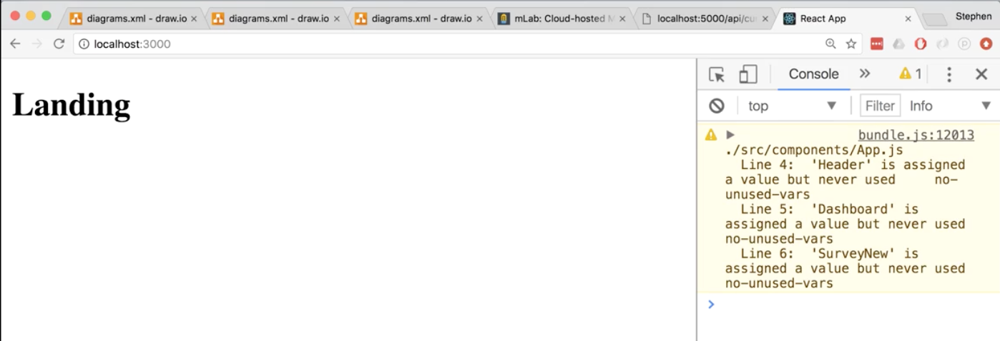 diagrams.xml - draw.io
diagrams.xml - draw.io
diagrams.xml - draw.io
mLab: Cloud-hosted M
localhost:5000/api/cu
React App
Stephen
localhost:3000
Landing
Console
1
top
Filter
Info
bundle.js:12013
./src/components/App.js
Line 4:  'Header' is assigned
a value but never used     no-
unused-vars
Line 5:  'Dashboard' is
assigned a value but never used
no-unused-vars
Line 6:  'SurveyNew' is
assigned a value but never used
no-unused-vars